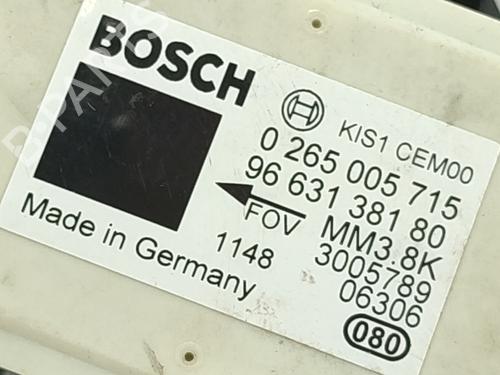 BOSCH
KIS1 CEM00
0 265 005 715
96 631 381 80
FOV
MM3.8K
Made in Germany
1148
3005789
06306
080